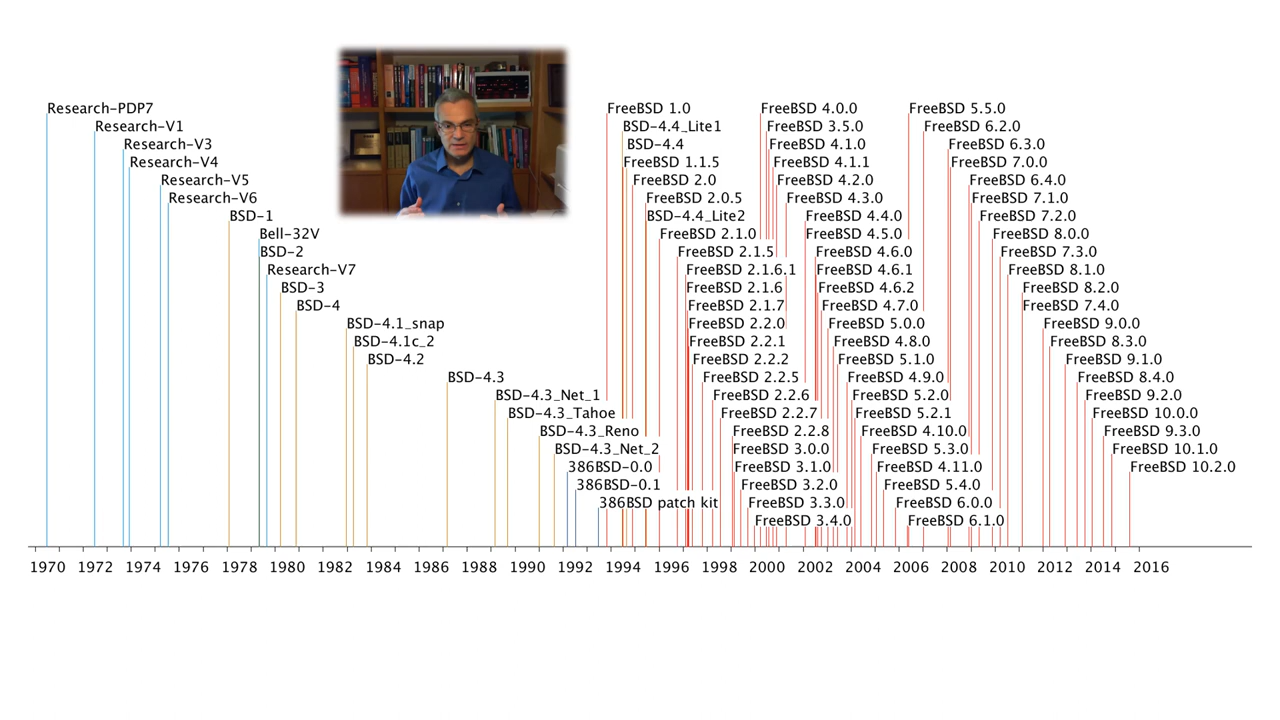 Research-PDP7
Research-V1
Research-V3
Research-V4
Research-V5
Research-V6
BSD-1
Bell-32V
BSD-2
Research-V7
BSD-3
BSD-4
BSD-4.1_snap
BSD-4.1c_2
BSD-4.2
BSD-4.3
BSD-4.3_Net_1
BSD-4.3_Tahoe
BSD-4.3_Reno
BSD-4.3_Net_2
386BSD-0.0
386BSD-0.1
386BSD patch kit
FreeBSD 1.0
BSD-4.4_Lite1
BSD-4.4
FreeBSD 1.1.5
FreeBSD 2.0
FreeBSD 2.0.5
BSD-4.4_Lite2
FreeBSD 2.1.0
FreeBSD 2.1.5
FreeBSD 2.1.6.1
FreeBSD 2.1.6
FreeBSD 2.1.7
FreeBSD 2.2.0
FreeBSD 2.2.1
FreeBSD 2.2.2
FreeBSD 2.2.5
FreeBSD 2.2.6
FreeBSD 2.2.7
FreeBSD 2.2.8
FreeBSD 3.0.0
FreeBSD 3.1.0
FreeBSD 3.2.0
FreeBSD 3.3.0
FreeBSD 3.4.0
FreeBSD 4.0.0
FreeBSD 3.5.0
FreeBSD 4.1.0
FreeBSD 4.1.1
FreeBSD 4.2.0
FreeBSD 4.3.0
FreeBSD 4.4.0
FreeBSD 4.5.0
FreeBSD 4.6.0
FreeBSD 4.6.1
FreeBSD 4.6.2
FreeBSD 4.7.0
FreeBSD 5.0.0
FreeBSD 4.8.0
FreeBSD 5.1.0
FreeBSD 4.9.0
FreeBSD 5.2.0
FreeBSD 5.2.1
FreeBSD 4.10.0
FreeBSD 5.3.0
FreeBSD 4.11.0
FreeBSD 5.4.0
FreeBSD 6.0.0
FreeBSD 6.1.0
FreeBSD 5.5.0
FreeBSD 6.2.0
FreeBSD 6.3.0
FreeBSD 7.0.0
FreeBSD 6.4.0
FreeBSD 7.1.0
FreeBSD 7.2.0
FreeBSD 8.0.0
FreeBSD 7.3.0
FreeBSD 8.1.0
FreeBSD 8.2.0
FreeBSD 7.4.0
FreeBSD 9.0.0
FreeBSD 8.3.0
FreeBSD 9.1.0
FreeBSD 8.4.0
FreeBSD 9.2.0
FreeBSD 10.0.0
FreeBSD 9.3.0
FreeBSD 10.1.0
FreeBSD 10.2.0
1970 1972 1974 1976 1978 1980 1982 1984 1986 1988 1990 1992 1994 1996 1998 2000 2002 2004 2006 2008 2010 2012 2014 2016